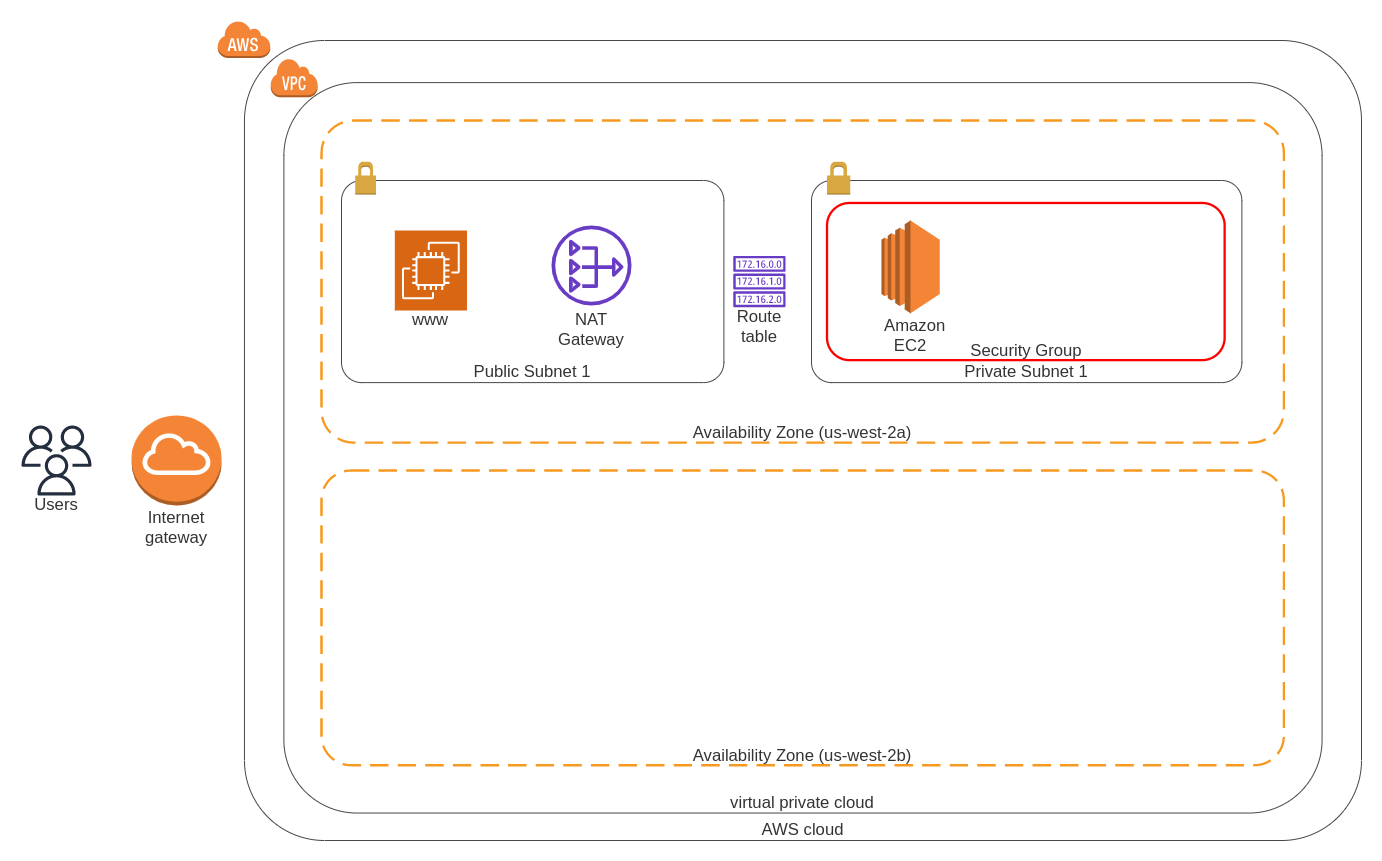 AWS
VPC
www
NAT
Gateway
Public Subnet 1
172.16.0.0
172.16.1.0
172.16.2.0
Route
table
Amazon
EC2
Security Group
Private Subnet 1
Availability Zone (us-west-2a)
Users
Internet
gateway
Availability Zone (us-west-2b)
virtual private cloud
AWS cloud